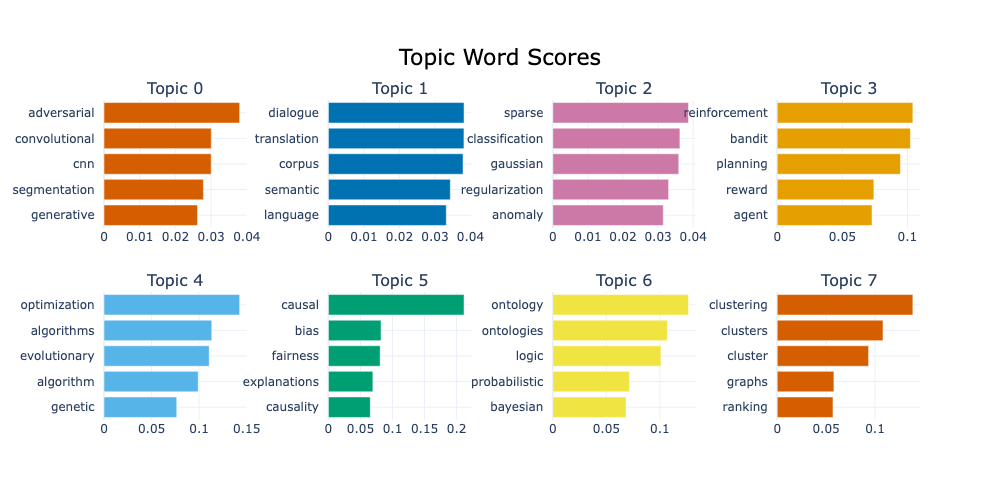 Topic Word Scores
Topic 0
adversarial
convolutional
cnn
segmentation
generative
0 0.01 0.02 0.03 0.04
Topic 1
dialogue
translation
corpus
semantic
language
0 0.01 0.02 0.03 0.04
Topic 2
sparse
classification
gaussian
regularization
anomaly
0 0.01 0.02 0.03 0.04
Topic 3
reinforcement
bandit
planning
reward
agent
0 0.05 0.1
Topic 4
optimization
algorithms
evolutionary
algorithm
genetic
0 0.05 0.1 0.15
Topic 5
causal
bias
fairness
explanations
causality
0 0.05 0.1 0.15 0.2
Topic 6
ontology
ontologies
logic
probabilistic
bayesian
0 0.05 0.1
Topic 7
clustering
clusters
cluster
graphs
ranking
0 0.05 0.1